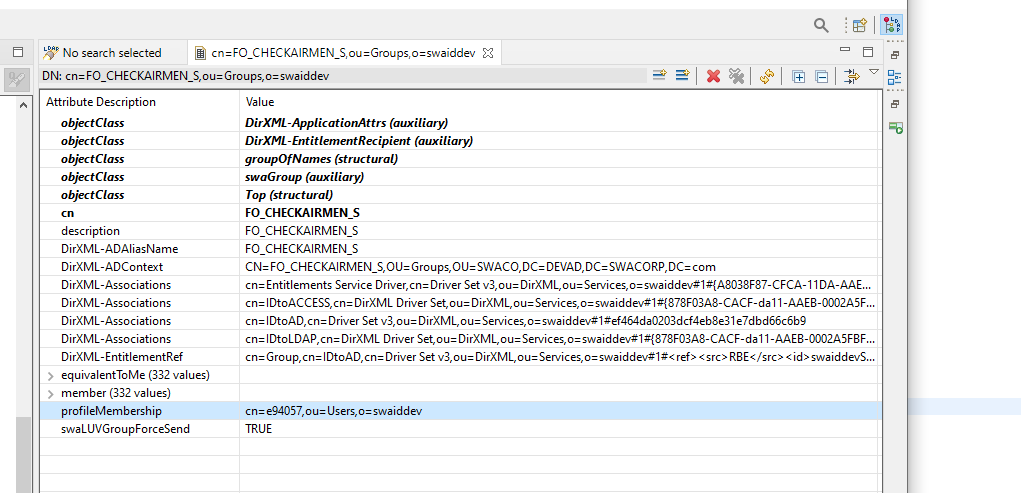 No search selected
cn=FO_CHECKAIRMEN_S,ou=Groups,o=swaiddev
DN: cn=FO_CHECKAIRMEN_S,ou=Groups,o=swaiddev
Attribute Description Value
objectClass DirXML-ApplicationAttrs (auxiliary)
objectClass DirXML-EntitlementRecipient (auxiliary)
objectClass groupOfNames (structural)
objectClass swaGroup (auxiliary)
objectClass Top (structural)
cn FO_CHECKAIRMEN_S
description FO_CHECKAIRMEN_S
DirXML-ADAliasName FO_CHECKAIRMEN_S
DirXML-ADContext CN=FO_CHECKAIRMEN_S,OU=Groups,OU=SWACO,DC=DEVAD,DC=SWACORP,DC=com
DirXML-Associations cn=Entitlements Service Driver,cn=Driver Set v3,ou=DirXML,ou=Services,o=swaiddev#1#{A8038F87-CFCA-11DA-AAE...
DirXML-Associations cn=IDtoACCESS,cn=DirXML Driver Set,ou=DirXML,ou=Services,o=swaiddev#1#{878F03A8-CACF-da11-AAEB-0002A5F...
DirXML-Associations cn=IDtoAD,cn=Driver Set v3,ou=DirXML,ou=Services,o=swaiddev#1#ef464da0203dcf4eb8e31e7dbd66c6b9
DirXML-Associations cn=IDtoLDAP,cn=DirXML Driver Set,ou=DirXML,ou=Services,o=swaiddev#1#{878F03A8-CACF-da11-AAEB-0002A5FBF...
DirXML-EntitlementRef cn=Group,cn=IDtoAD,cn=Driver Set v3,ou=DirXML,ou=Services,o=swaiddev#1#<ref><src>RBE</src><id>swaiddevS...
equivalentToMe (332 values)
member (332 values)
profileMembership cn=e94057,ou=Users,o=swaiddev
swaLUVGroupForceSend TRUE